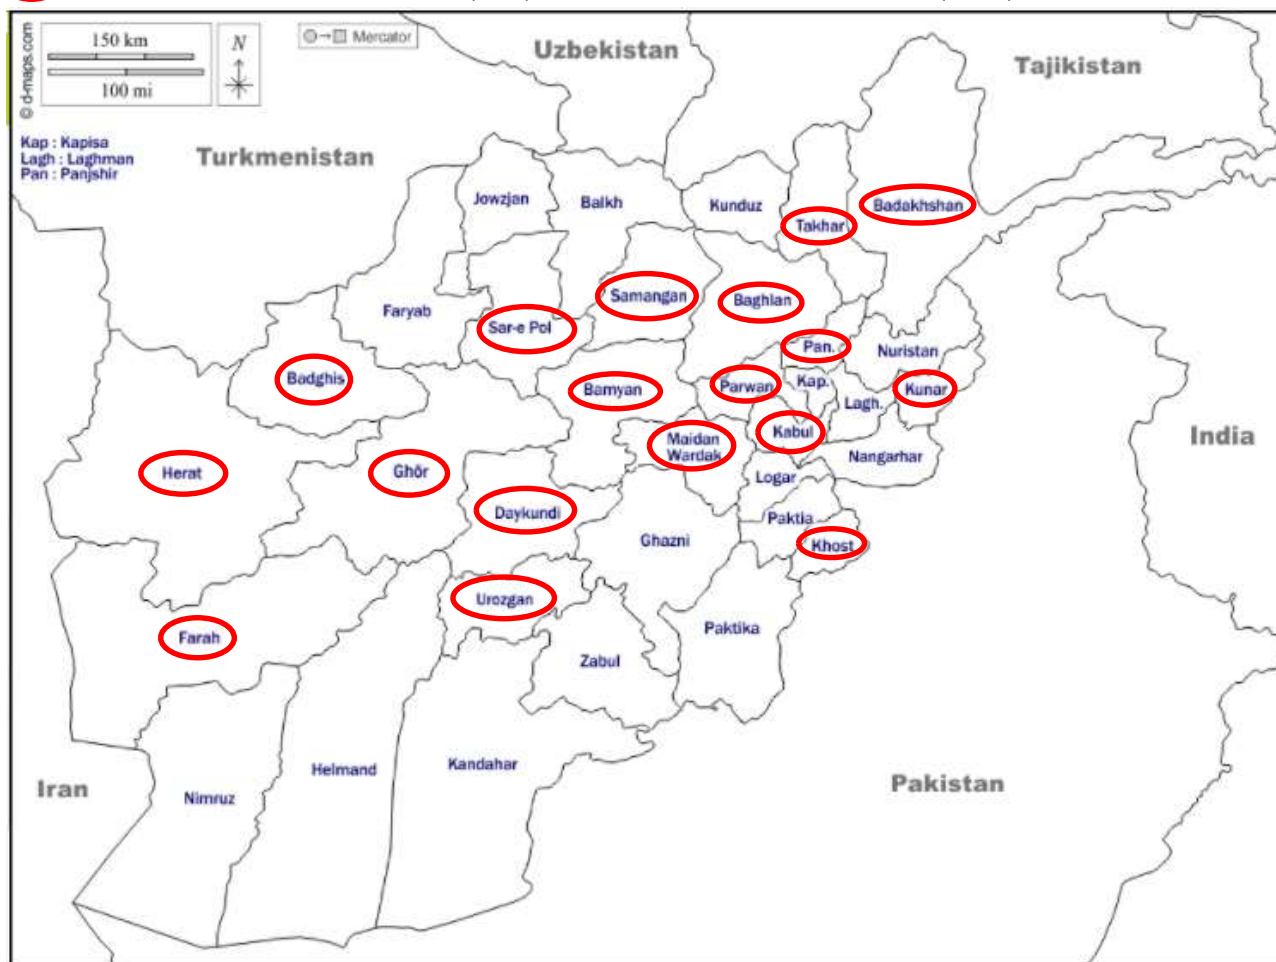 150 km
100 mi
N
Mercator
© d-maps.com
Kap : Kapisa
Lagh : Laghman
Pan : Panjshir
Uzbekistan
Tajikistan
Turkmenistan
Jowzjan
Balkh
Kunduz
Takhar
Badakhshan
Faryab
Sar-e Pol
Samangan
Baghlan
Pan.
Nuristan
Badghis
Bamyan
Parwan
Kap.
Lagh.
Kunar
Herat
Ghōr
Maidan
Wardak
Kabul
Nangarhar
India
Logar
Daykundi
Ghazni
Paktia
Khost
Urozgan
Farah
Zabul
Paktika
Iran
Nimruz
Helmand
Kandahar
Pakistan